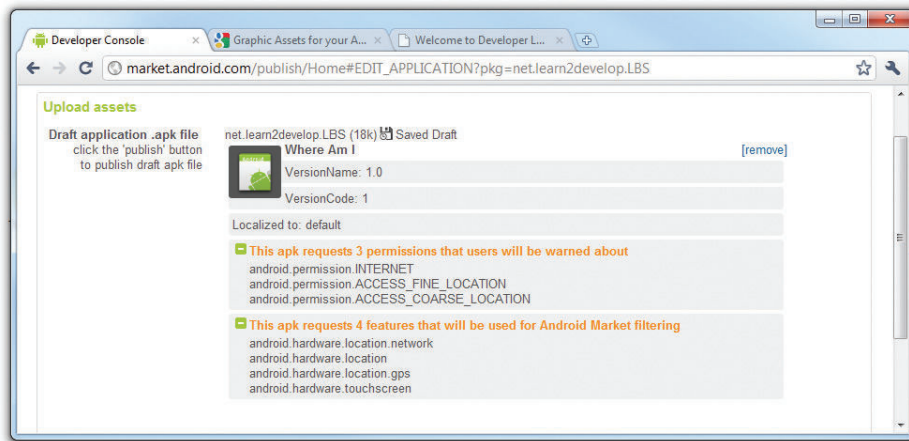 Developer Console
Graphic Assets for your A...
Welcome to Developer L...
market.android.com/publish/Home#EDIT_APPLICATION?pkg=net.learn2develop.LBS
Upload assets
Draft application .apk file
click the 'publish' button
to publish draft apk file
net.learn2develop.LBS (18k) Saved Draft
Where Am I
[remove]
VersionName: 1.0
VersionCode: 1
Localized to: default
This apk requests 3 permissions that users will be warned about
android.permission.INTERNET
android.permission.ACCESS_FINE_LOCATION
android.permission.ACCESS_COARSE_LOCATION
This apk requests 4 features that will be used for Android Market filtering
android.hardware.location.network
android.hardware.location
android.hardware.location.gps
android.hardware.touchscreen